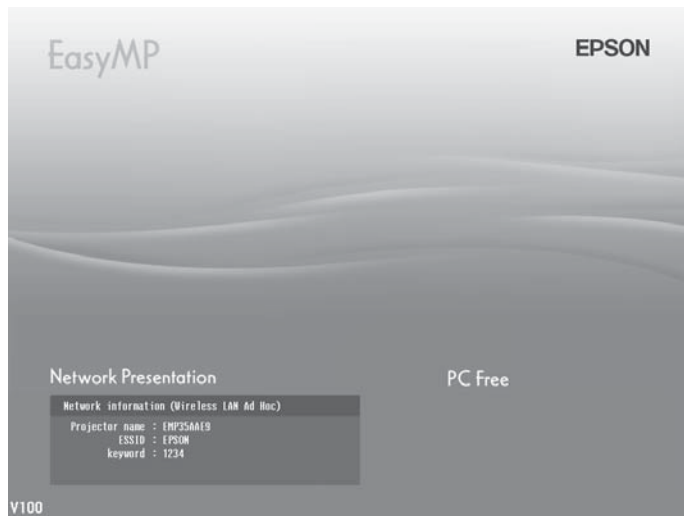 EasyMP
EPSON
Network Presentation
PC Free
Network information (Wireless LAN Ad Hoc)
Projector name : EMP35AAE9
ESSID : EPSON
keyword : 1234
V100